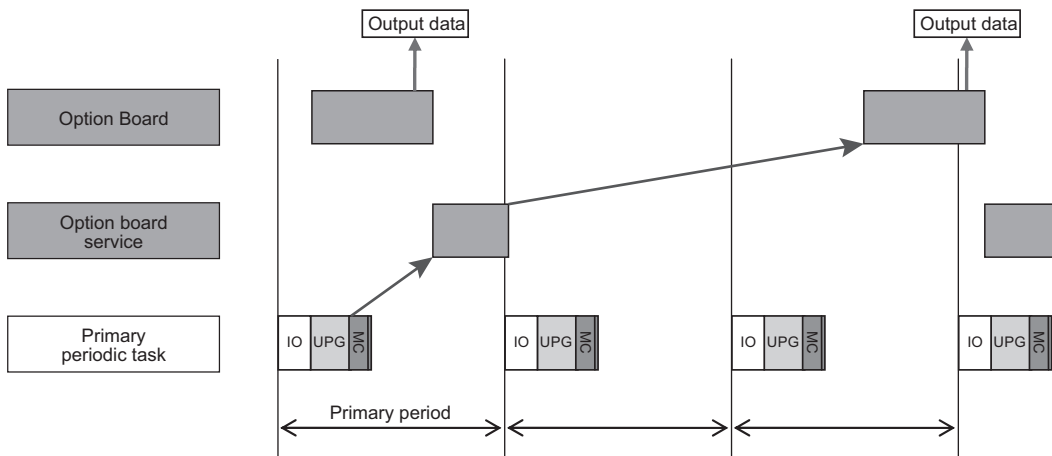 Output data
Output data
Option Board
Option board
service
Primary
periodic task
IO UPG MC
IO UPG MC
IO UPG MC
IO UPG MC
Primary period